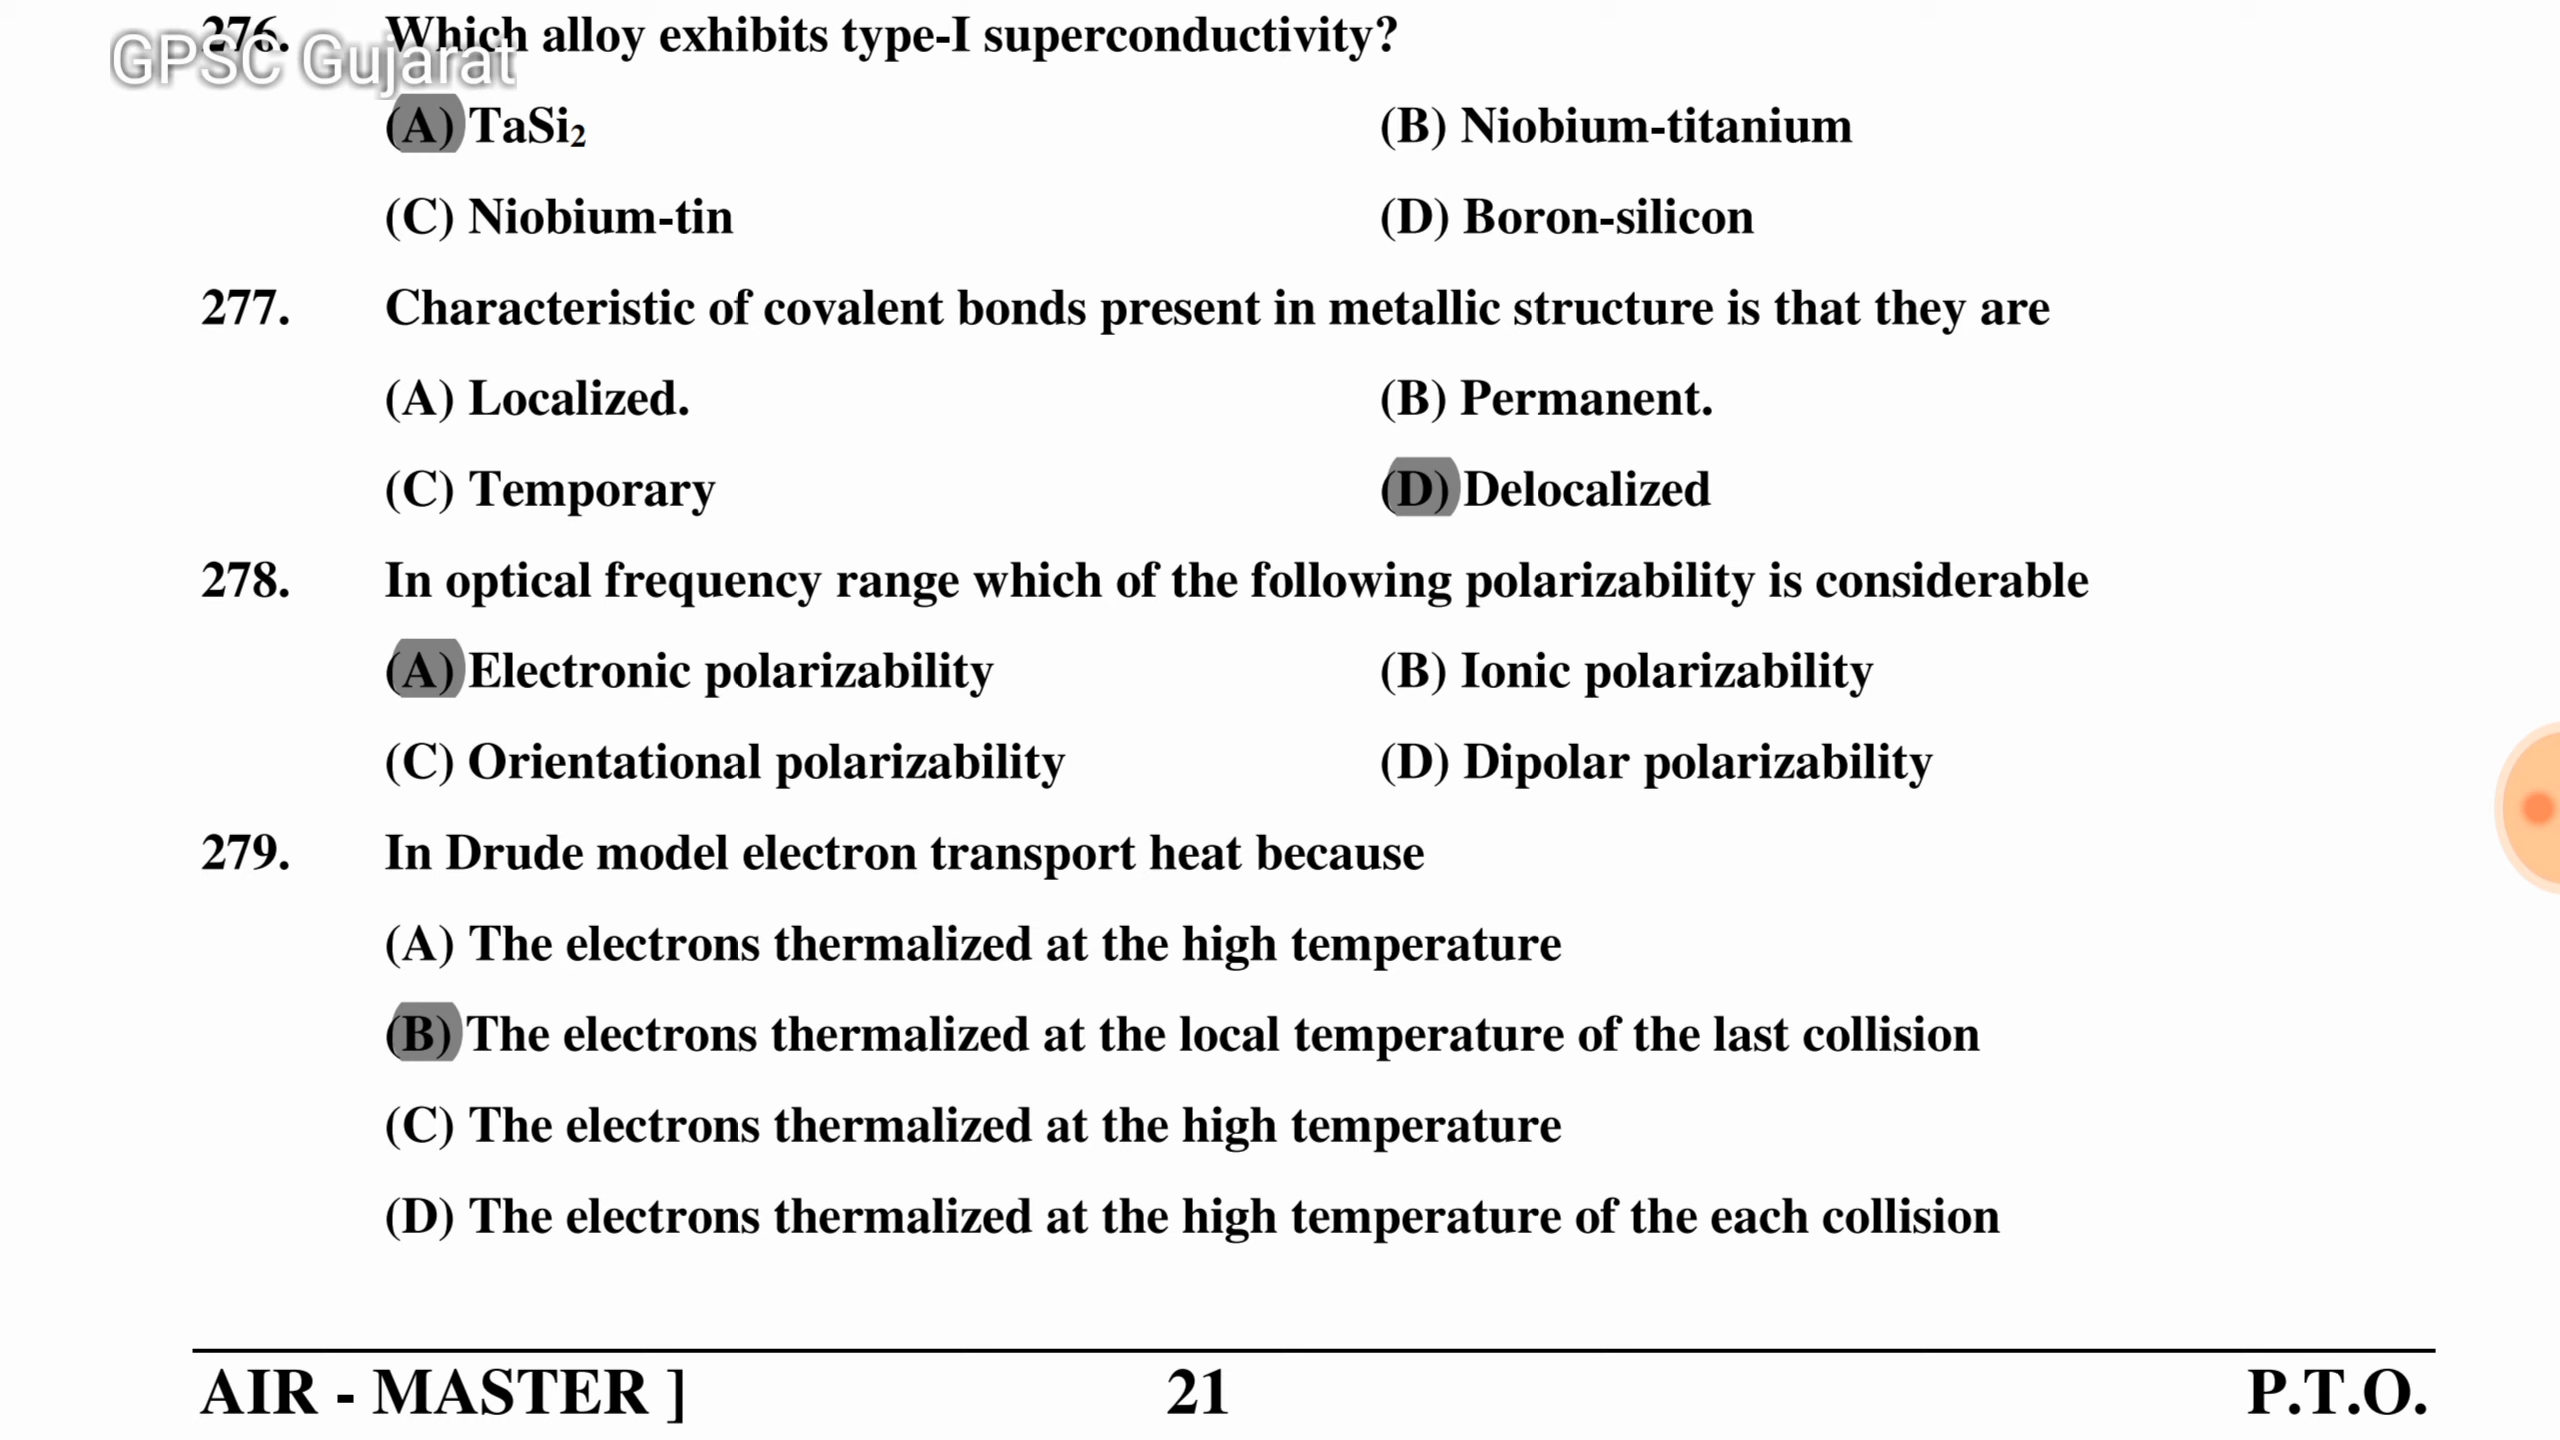 276. Which alloy exhibits type-I superconductivity?
GPSC Gujarat
(A) TaSi₂ (B) Niobium-titanium
(C) Niobium-tin (D) Boron-silicon
277. Characteristic of covalent bonds present in metallic structure is that they are
(A) Localized. (B) Permanent.
(C) Temporary (D) Delocalized
278. In optical frequency range which of the following polarizability is considerable
(A) Electronic polarizability (B) Ionic polarizability
(C) Orientational polarizability (D) Dipolar polarizability
279. In Drude model electron transport heat because
(A) The electrons thermalized at the high temperature
(B) The electrons thermalized at the local temperature of the last collision
(C) The electrons thermalized at the high temperature
(D) The electrons thermalized at the high temperature of the each collision
AIR - MASTER ] 21 P.T.O.